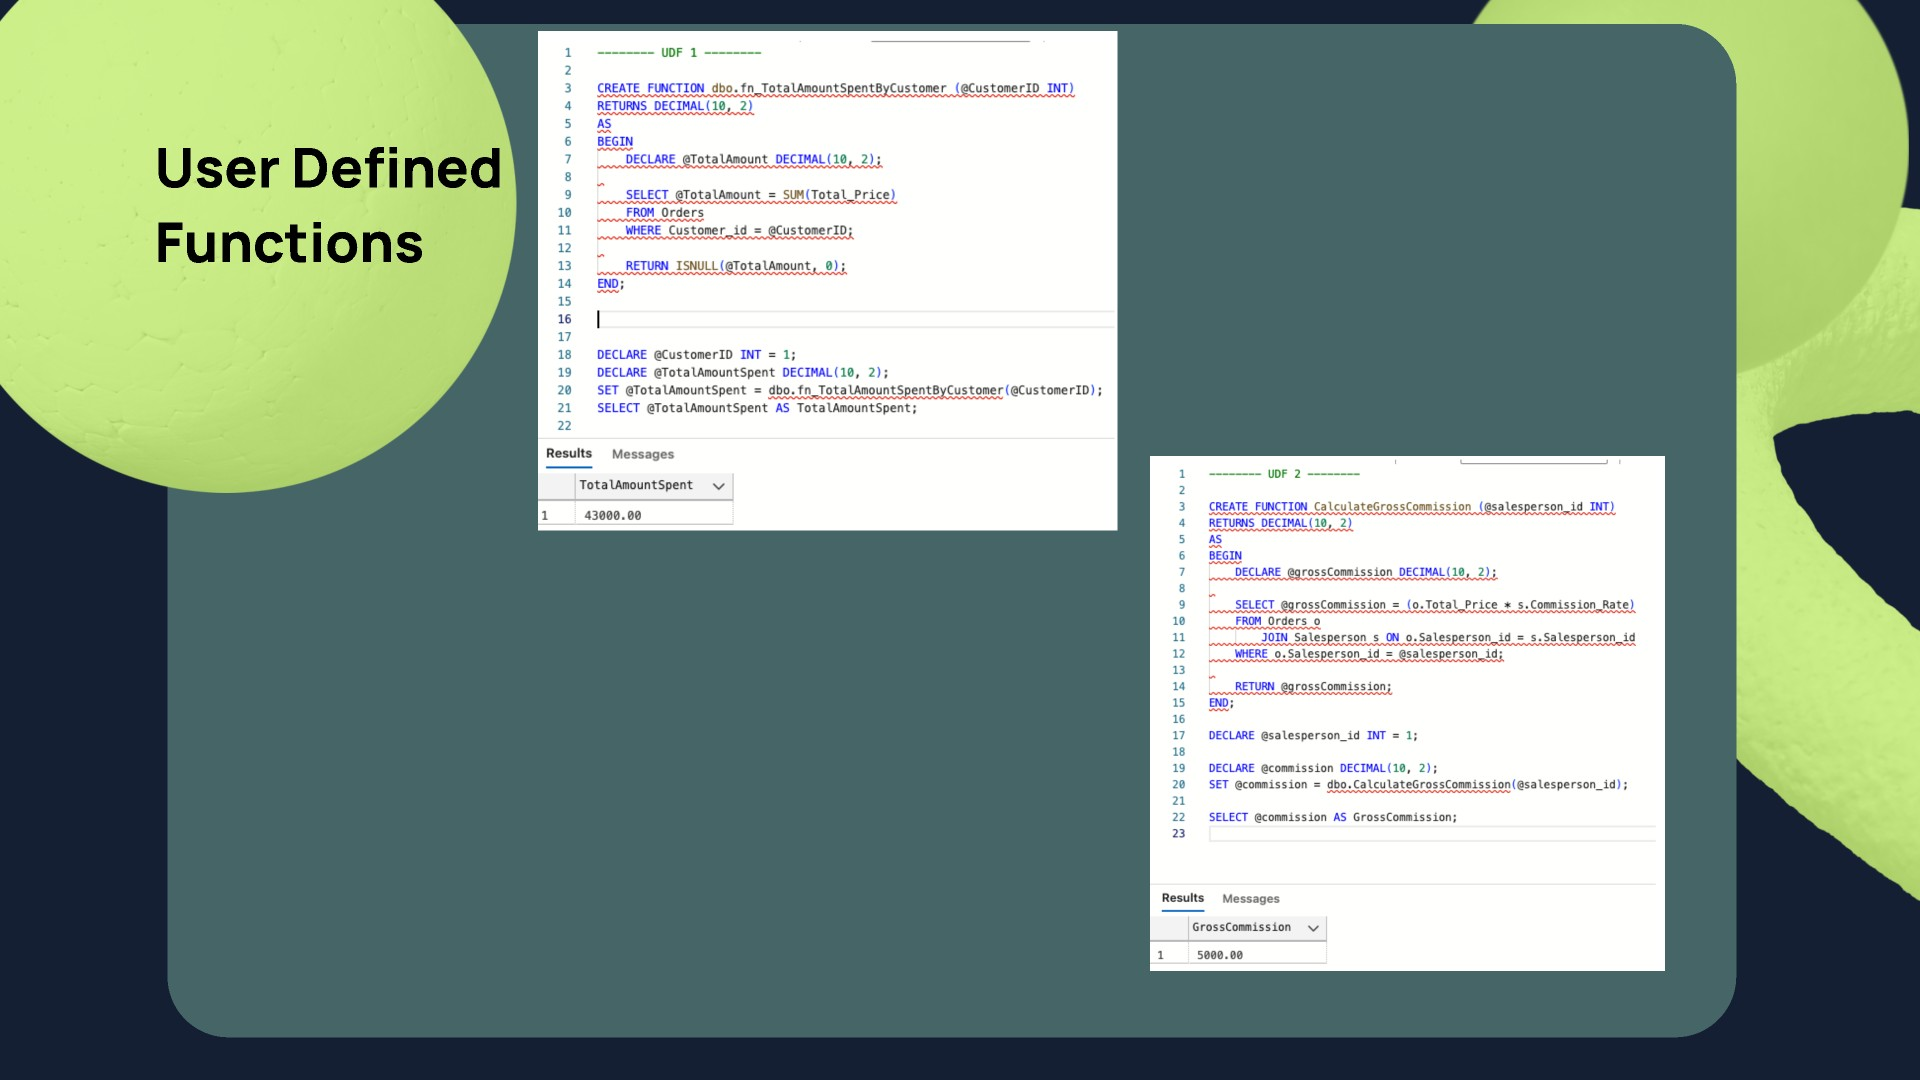 User Defined
Functions
1 -------- UDF 1 --------
2
3 CREATE FUNCTION dbo.fn_TotalAmountSpentByCustomer (@CustomerID INT)
4 RETURNS DECIMAL(10, 2)
5 AS
6 BEGIN
7     DECLARE @TotalAmount DECIMAL(10, 2);
8
9     SELECT @TotalAmount = SUM(Total_Price)
10     FROM Orders
11     WHERE Customer_id = @CustomerID;
12
13     RETURN ISNULL(@TotalAmount, 0);
14 END;
15
16
17
18 DECLARE @CustomerID INT = 1;
19 DECLARE @TotalAmountSpent DECIMAL(10, 2);
20 SET @TotalAmountSpent = dbo.fn_TotalAmountSpentByCustomer(@CustomerID);
21 SELECT @TotalAmountSpent AS TotalAmountSpent;
22
Results Messages
TotalAmountSpent
1 43000.00
1 -------- UDF 2 --------
2
3 CREATE FUNCTION CalculateGrossCommission (@salesperson_id INT)
4 RETURNS DECIMAL(10, 2)
5 AS
6 BEGIN
7     DECLARE @grossCommission DECIMAL(10, 2);
8
9     SELECT @grossCommission = (o.Total_Price * s.Commission_Rate)
10     FROM Orders o
11         JOIN Salesperson s ON o.Salesperson_id = s.Salesperson_id
12     WHERE o.Salesperson_id = @salesperson_id;
13
14     RETURN @grossCommission;
15 END;
16
17 DECLARE @salesperson_id INT = 1;
18
19 DECLARE @commission DECIMAL(10, 2);
20 SET @commission = dbo.CalculateGrossCommission(@salesperson_id);
21
22 SELECT @commission AS GrossCommission;
23
Results Messages
GrossCommission
1 5000.00